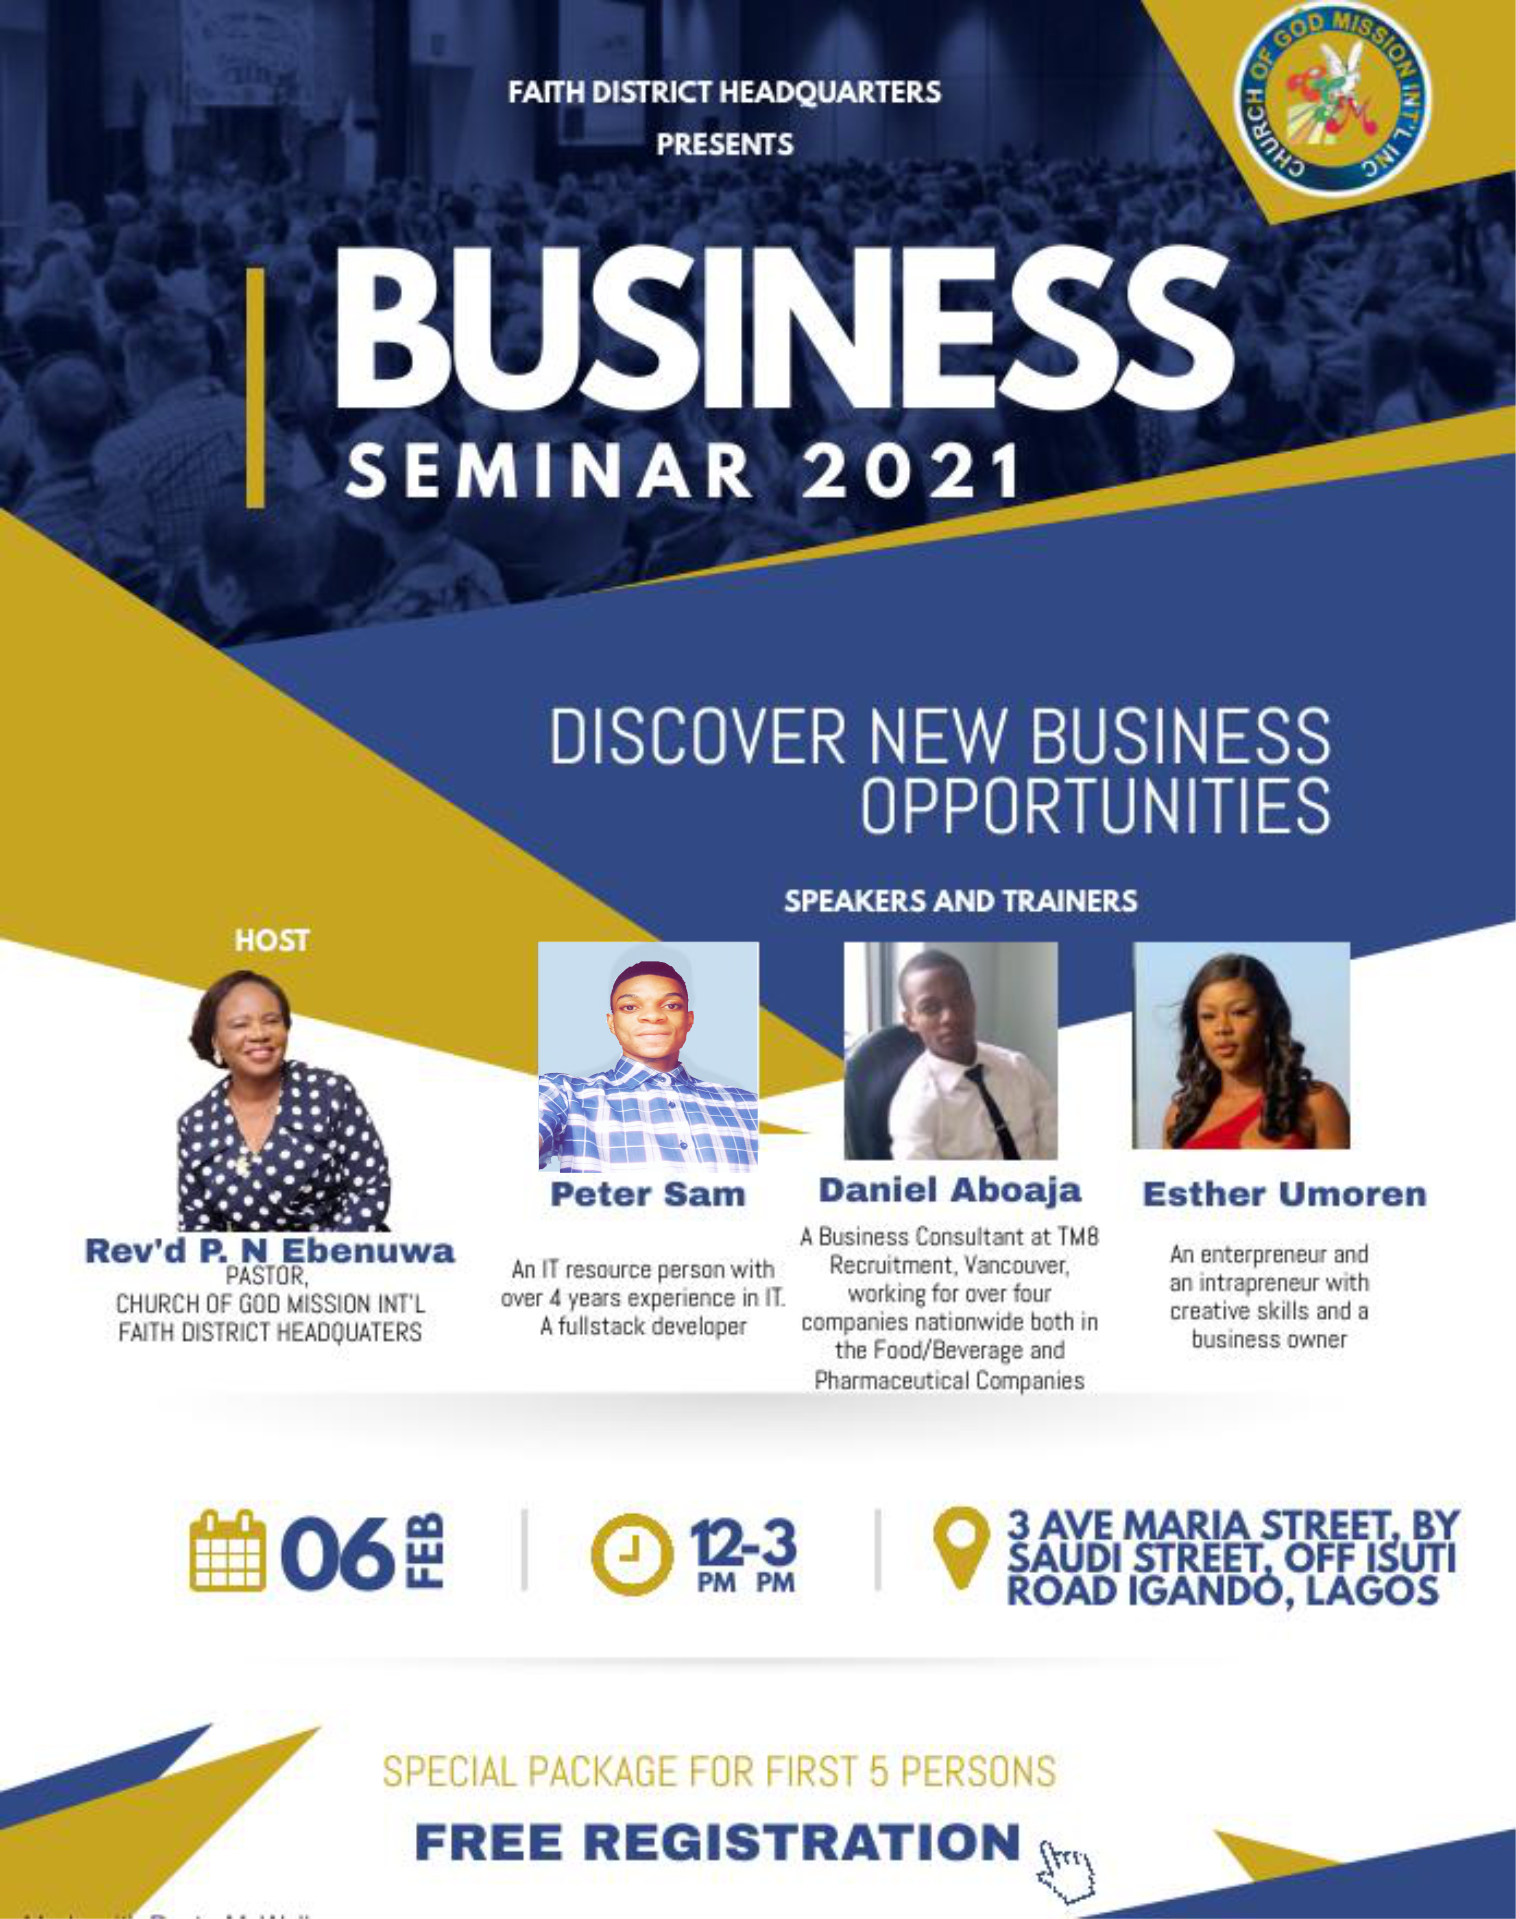 FAITH DISTRICT HEADQUARTERS
PRESENTS
CHURCH OF GOD MISSION INT'L INC
CGM
BUSINESS
SEMINAR 2021
DISCOVER NEW BUSINESS
OPPORTUNITIES
SPEAKERS AND TRAINERS
HOST
Rev'd P. N Ebenuwa
PASTOR,
CHURCH OF GOD MISSION INT'L
FAITH DISTRICT HEADQUATERS
Peter Sam
An IT resource person with
over 4 years experience in IT.
A fullstack developer
Daniel Aboaja
A Business Consultant at TM8
Recruitment, Vancouver,
working for over four
companies nationwide both in
the Food/Beverage and
Pharmaceutical Companies
Esther Umoren
An enterpreneur and
an intrapreneur with
creative skills and a
business owner
06 FEB
12-3
PM PM
3 AVE MARIA STREET, BY
SAUDI STREET, OFF ISUTI
ROAD IGANDO, LAGOS
SPECIAL PACKAGE FOR FIRST 5 PERSONS
FREE REGISTRATION